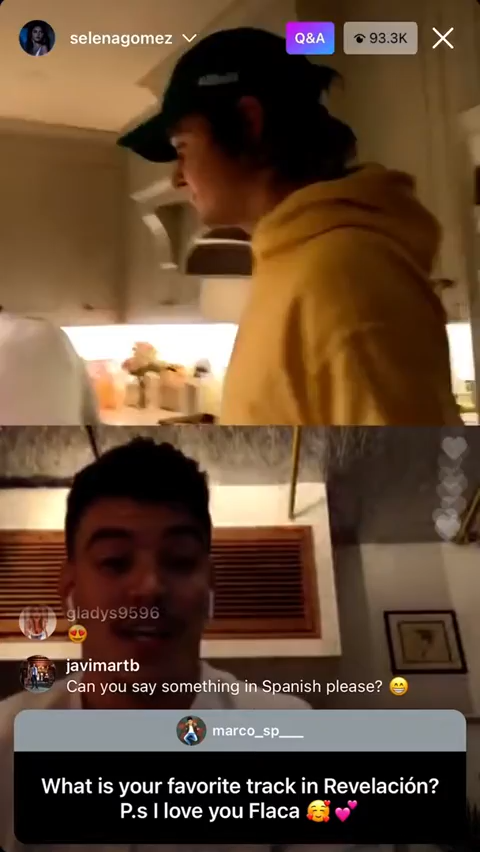 selenagomez
Q&A
93.3K
gladys9596
😍
javimartb
Can you say something in Spanish please? 😁
marco_sp___
What is your favorite track in Revelación?
P.s I love you Flaca 🥰 💕